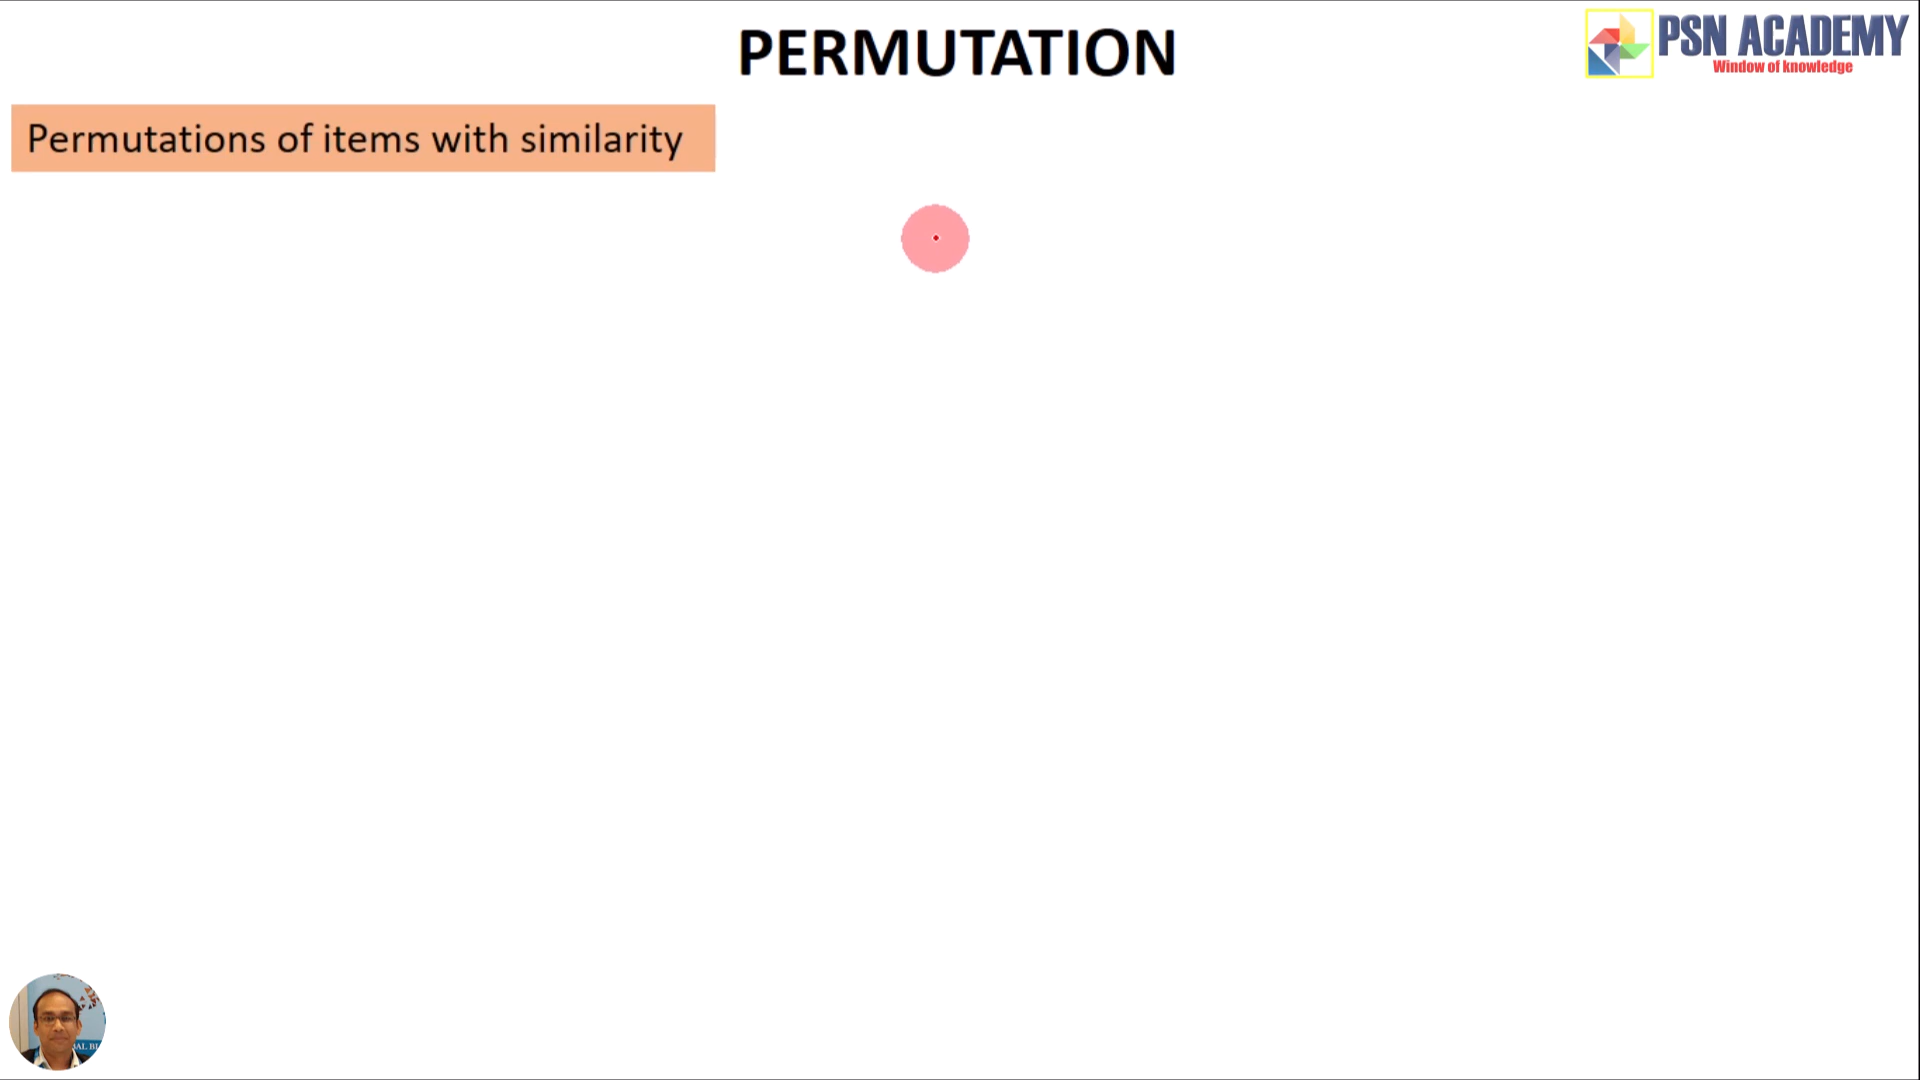 PERMUTATION
PSN ACADEMY
Window of knowledge
Permutations of items with similarity